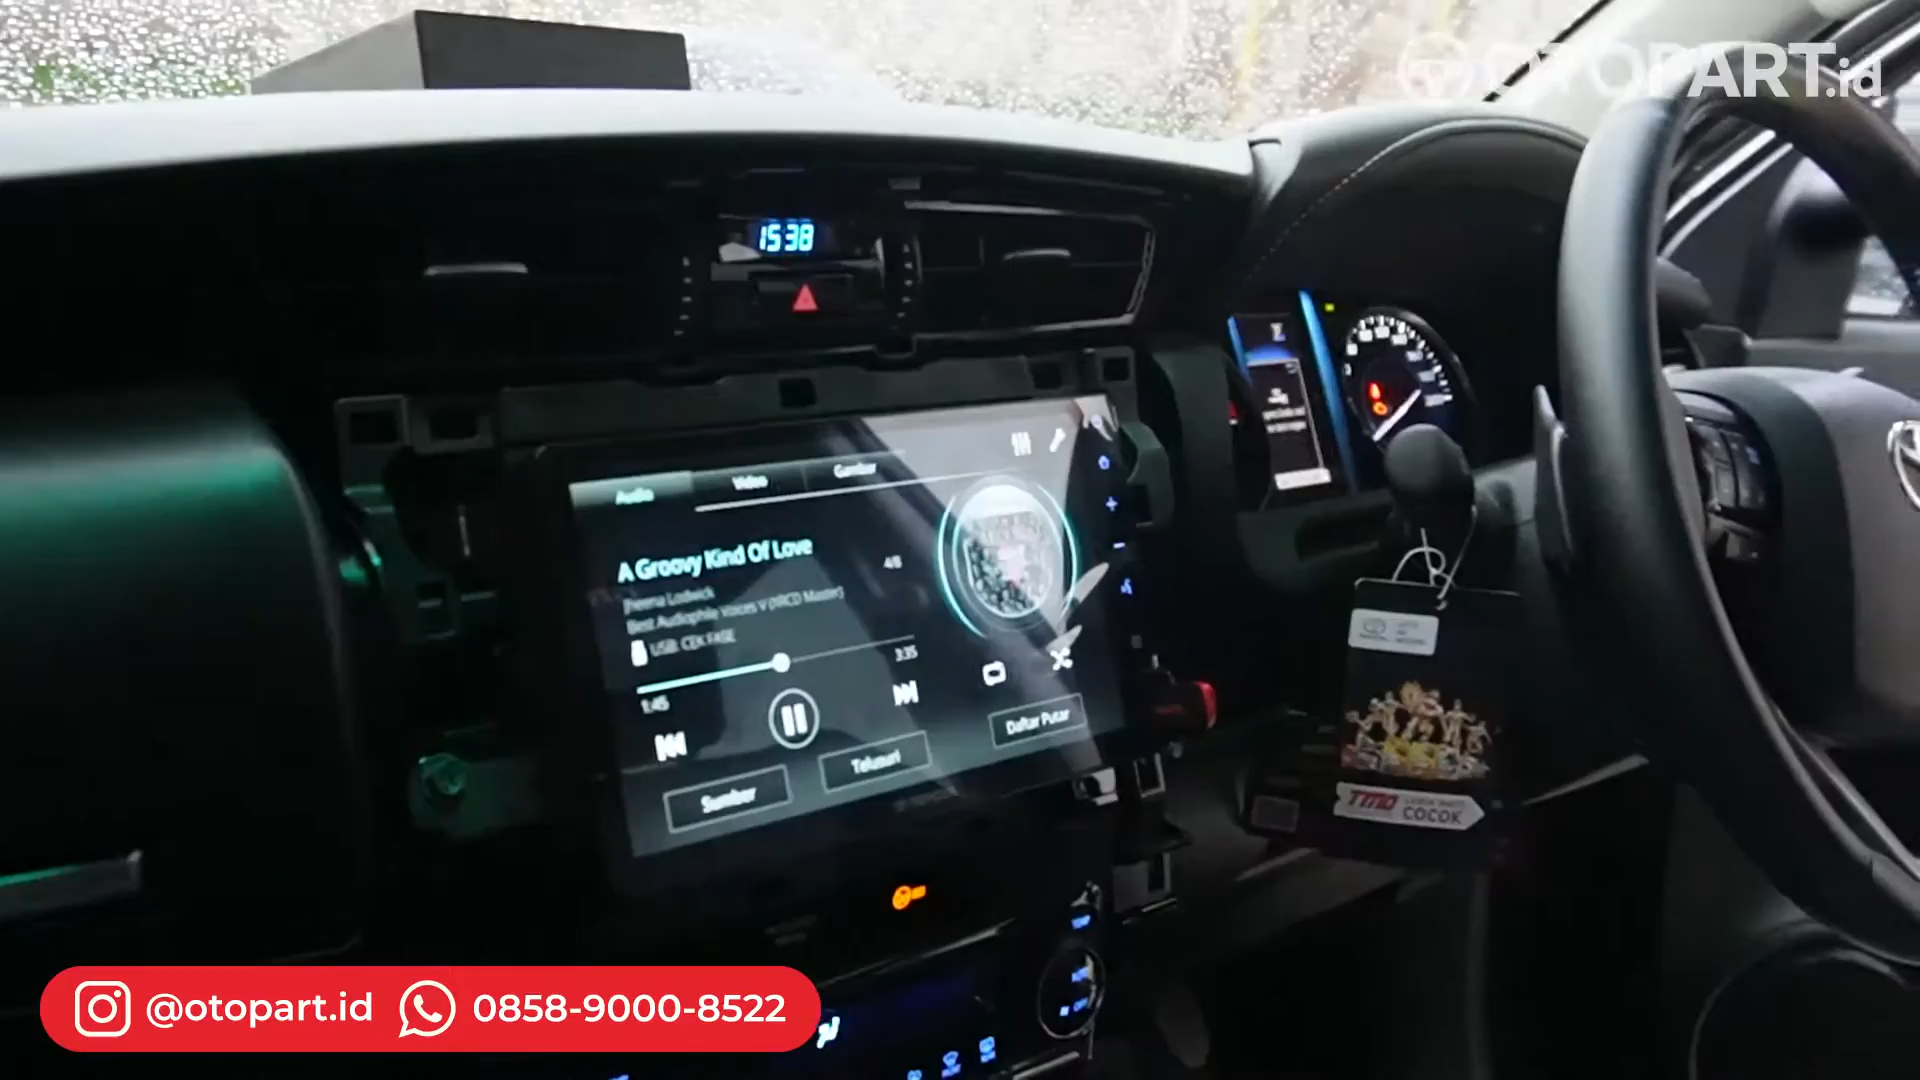 OTOPART.id
15:38
Audio
Video
Gambar
A Groovy Kind Of Love
4/8
Jheena Lodwick
Best Audiophile Voices V (XRCD Master)
USB: CEK FASE
1:45
3:35
Daftar Putar
Telusuri
Sumber
TEMP
OFF
TMO
COCOK
@otopart.id
0858-9000-8522